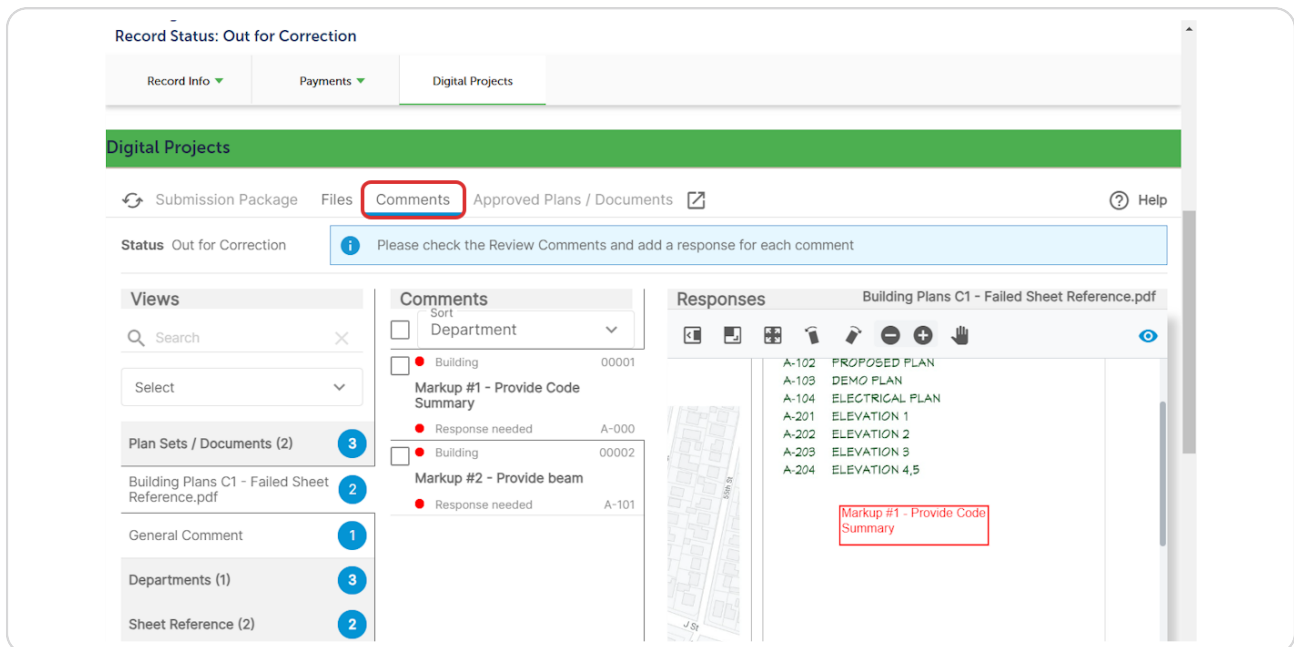 Record Status: Out for Correction
Record Info
Payments
Digital Projects
Digital Projects
Submission Package
Files
Comments
Approved Plans / Documents
Help
Status Out for Correction
Please check the Review Comments and add a response for each comment
Views
Search
Select
Plan Sets / Documents (2)
3
Building Plans C1 - Failed Sheet
Reference.pdf
2
General Comment
1
Departments (1)
3
Sheet Reference (2)
2
Comments
Sort
Department
Building 00001
Markup #1 - Provide Code
Summary
Response needed A-000
Building 00002
Markup #2 - Provide beam
Response needed A-101
Responses
Building Plans C1 - Failed Sheet Reference.pdf
A-102 PROPOSED PLAN
A-103 DEMO PLAN
A-104 ELECTRICAL PLAN
A-201 ELEVATION 1
A-202 ELEVATION 2
A-203 ELEVATION 3
A-204 ELEVATION 4,5
Markup #1 - Provide Code
Summary
55th St
J St